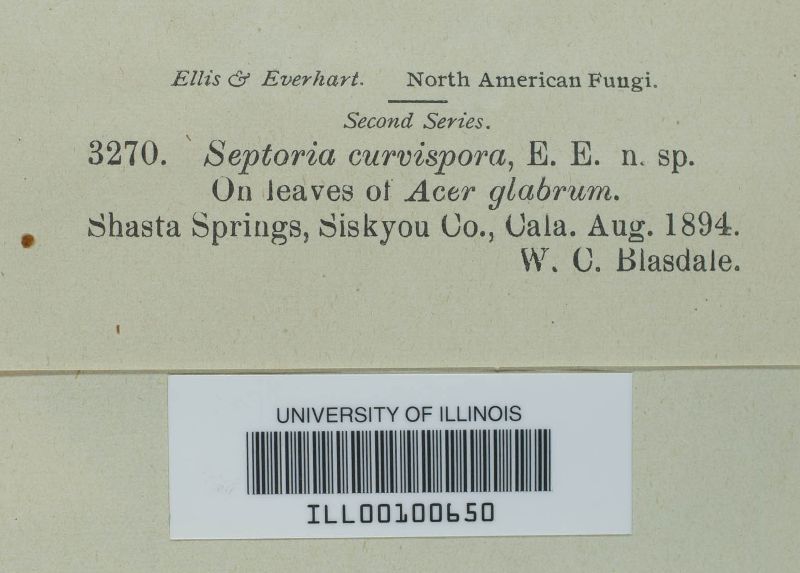 Ellis & Everhart. North American Fungi.
Second Series.
3270. Septoria curvispora, E. E. n. sp.
On leaves of Acer glabrum.
Shasta Springs, Siskyou Co., Cala. Aug. 1894.
W. C. Blasdale.
UNIVERSITY OF ILLINOIS
ILL00100650